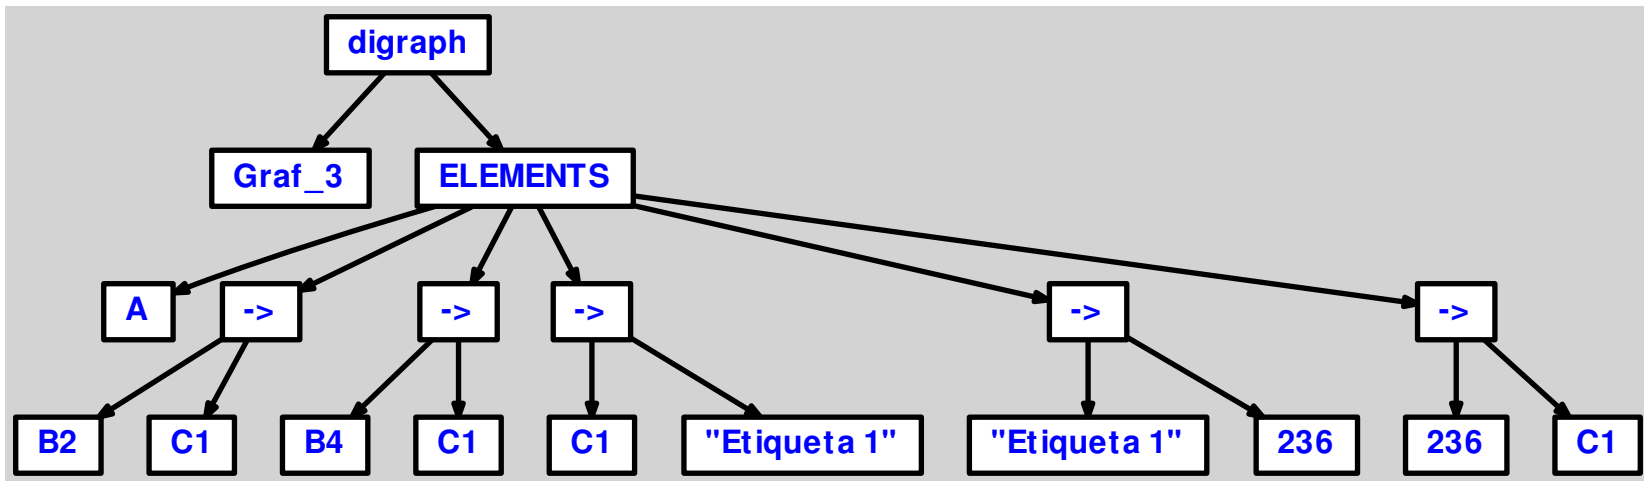 digraph
Graf_3 ELEMENTS
A -> -> -> -> ->
B2 C1 B4 C1 C1 "Etiqueta 1" "Etiqueta 1" 236 236 C1